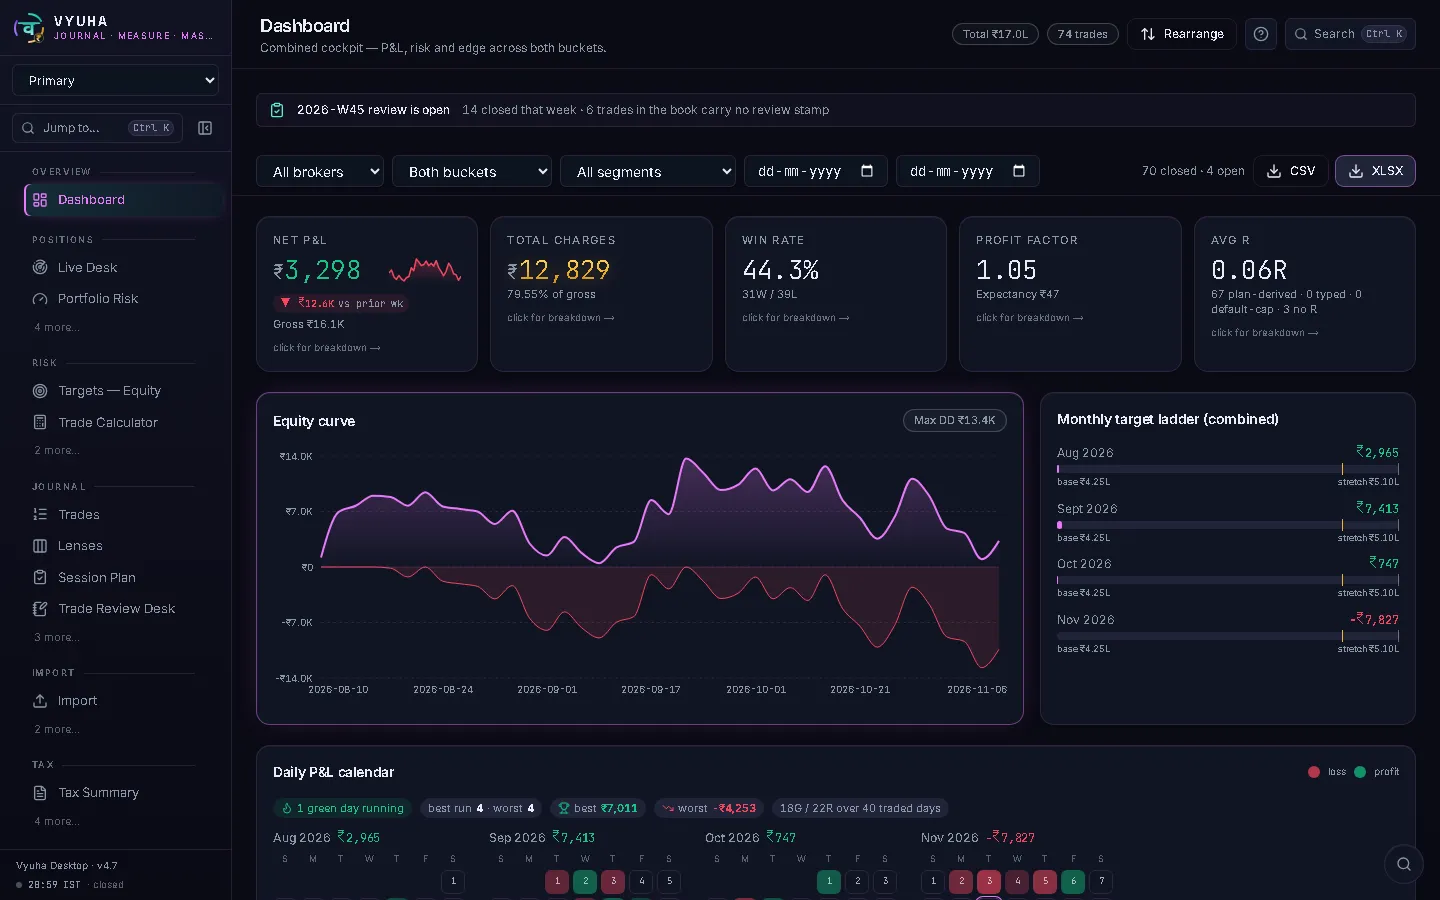 व
VYUHA
JOURNAL · MEASURE · MAS...
Primary
Jump to... Ctrl K
OVERVIEW
Dashboard
POSITIONS
Live Desk
Portfolio Risk
4 more...
RISK
Targets — Equity
Trade Calculator
2 more...
JOURNAL
Trades
Lenses
Session Plan
Trade Review Desk
3 more...
IMPORT
Import
2 more...
TAX
Tax Summary
4 more...
Vyuha Desktop · v4.7
20:59 IST · closed
Dashboard
Combined cockpit — P&L, risk and edge across both buckets.
Total ₹17.0L
74 trades
Rearrange
Search Ctrl K
2026-W45 review is open 14 closed that week · 6 trades in the book carry no review stamp
All brokers
Both buckets
All segments
dd-mm-yyyy
dd-mm-yyyy
70 closed · 4 open
CSV
XLSX
NET P&L
₹3,298
▼ ₹12.6K vs prior wk
Gross ₹16.1K
click for breakdown →
TOTAL CHARGES
₹12,829
79.55% of gross
click for breakdown →
WIN RATE
44.3%
31W / 39L
click for breakdown →
PROFIT FACTOR
1.05
Expectancy ₹47
click for breakdown →
AVG R
0.06R
67 plan-derived · 0 typed · 0
default-cap · 3 no R
click for breakdown →
Equity curve
Max DD ₹13.4K
₹14.0K
₹7.0K
₹0
-₹7.0K
-₹14.0K
2026-08-10 2026-08-24 2026-09-01 2026-09-17 2026-10-01 2026-10-21 2026-11-06
Monthly target ladder (combined)
Aug 2026 ₹2,965
base ₹4.25L stretch ₹5.10L
Sept 2026 ₹7,413
base ₹4.25L stretch ₹5.10L
Oct 2026 ₹747
base ₹4.25L stretch ₹5.10L
Nov 2026 -₹7,827
base ₹4.25L stretch ₹5.10L
Daily P&L calendar
loss profit
1 green day running
best run 4 · worst 4
best ₹7,011
worst -₹4,253
18G / 22R over 40 traded days
Aug 2026 ₹2,965
S M T W T F S
1
Sep 2026 ₹7,413
S M T W T F S
1 2 3 4 5
Oct 2026 ₹747
S M T W T F S
1 2 3
Nov 2026 -₹7,827
S M T W T F S
1 2 3 4 5 6 7